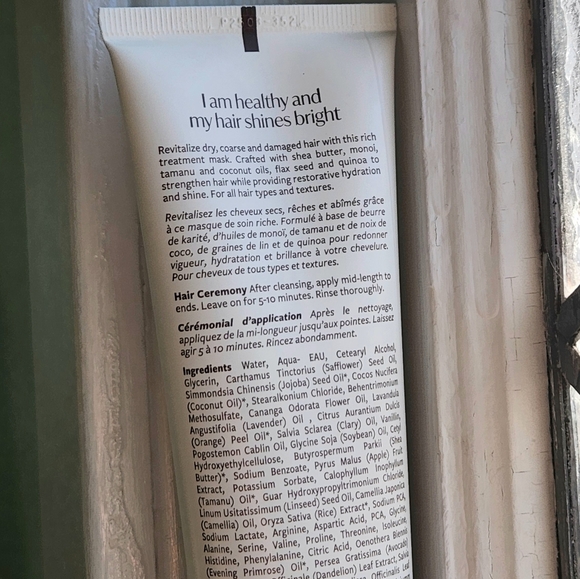 I am healthy and
my hair shines bright
Revitalize dry, coarse and damaged hair with this rich
treatment mask. Crafted with shea butter, monoi,
tamanu and coconut oils, flax seed and quinoa to
strengthen hair while providing restorative hydration
and shine. For all hair types and textures.
Revitalisez les cheveux secs, rêches et abîmés grâce
à ce masque de soin riche. Formulé à base de beurre
de karité, d'huiles de monoï, de tamanu et de noix de
coco, de graines de lin et de quinoa pour redonner
vigueur, hydratation et brillance à votre chevelure.
Pour cheveux de tous types et textures.
Hair Ceremony After cleansing, apply mid-length to
ends. Leave on for 5-10 minutes. Rinse thoroughly.
Cérémonial d'application Après le nettoyage,
appliquez de la mi-longueur jusqu'aux pointes. Laissez
agir 5 à 10 minutes. Rincez abondamment.
Ingredients Water, Aqua- EAU, Cetearyl Alcohol,
Glycerin, Carthamus Tinctorius (Safflower) Seed Oil,
Simmondsia Chinensis (Jojoba) Seed Oil*, Cocos Nucifera
(Coconut Oil)*, Stearalkonium Chloride, Behentrimonium
Methosulfate, Cananga Odorata Flower Oil, Lavandula
Angustifolia (Lavender) Oil , Citrus Aurantium Dulcis
(Orange) Peel Oil*, Salvia Sclarea (Clary) Oil, Vanillin,
Pogostemon Cablin Oil, Glycine Soja (Soybean) Oil, Cetyl
Hydroxyethylcellulose, Butyrospermum Parkii (Shea
Butter)*, Sodium Benzoate, Pyrus Malus (Apple) Fruit
Extract, Potassium Sorbate, Calophyllum Inophyllum
(Tamanu) Oil*, Guar Hydroxypropyltrimonium Chloride,
Linum Usitatissimum (Linseed) Seed Oil, Camellia Japonica
(Camellia) Oil, Oryza Sativa (Rice) Extract*, Sodium PCA,
Sodium Lactate, Arginine, Aspartic Acid, PCA, Glycine,
Alanine, Serine, Valine, Proline, Threonine, Isoleucine,
Histidine, Phenylalanine, Citric Acid, Oenothera Biennis
(Evening Primrose) Oil*, Persea Gratissima (Avocado)
(Dandelion) Leaf Extract, Salvia
Officinalis Leaf